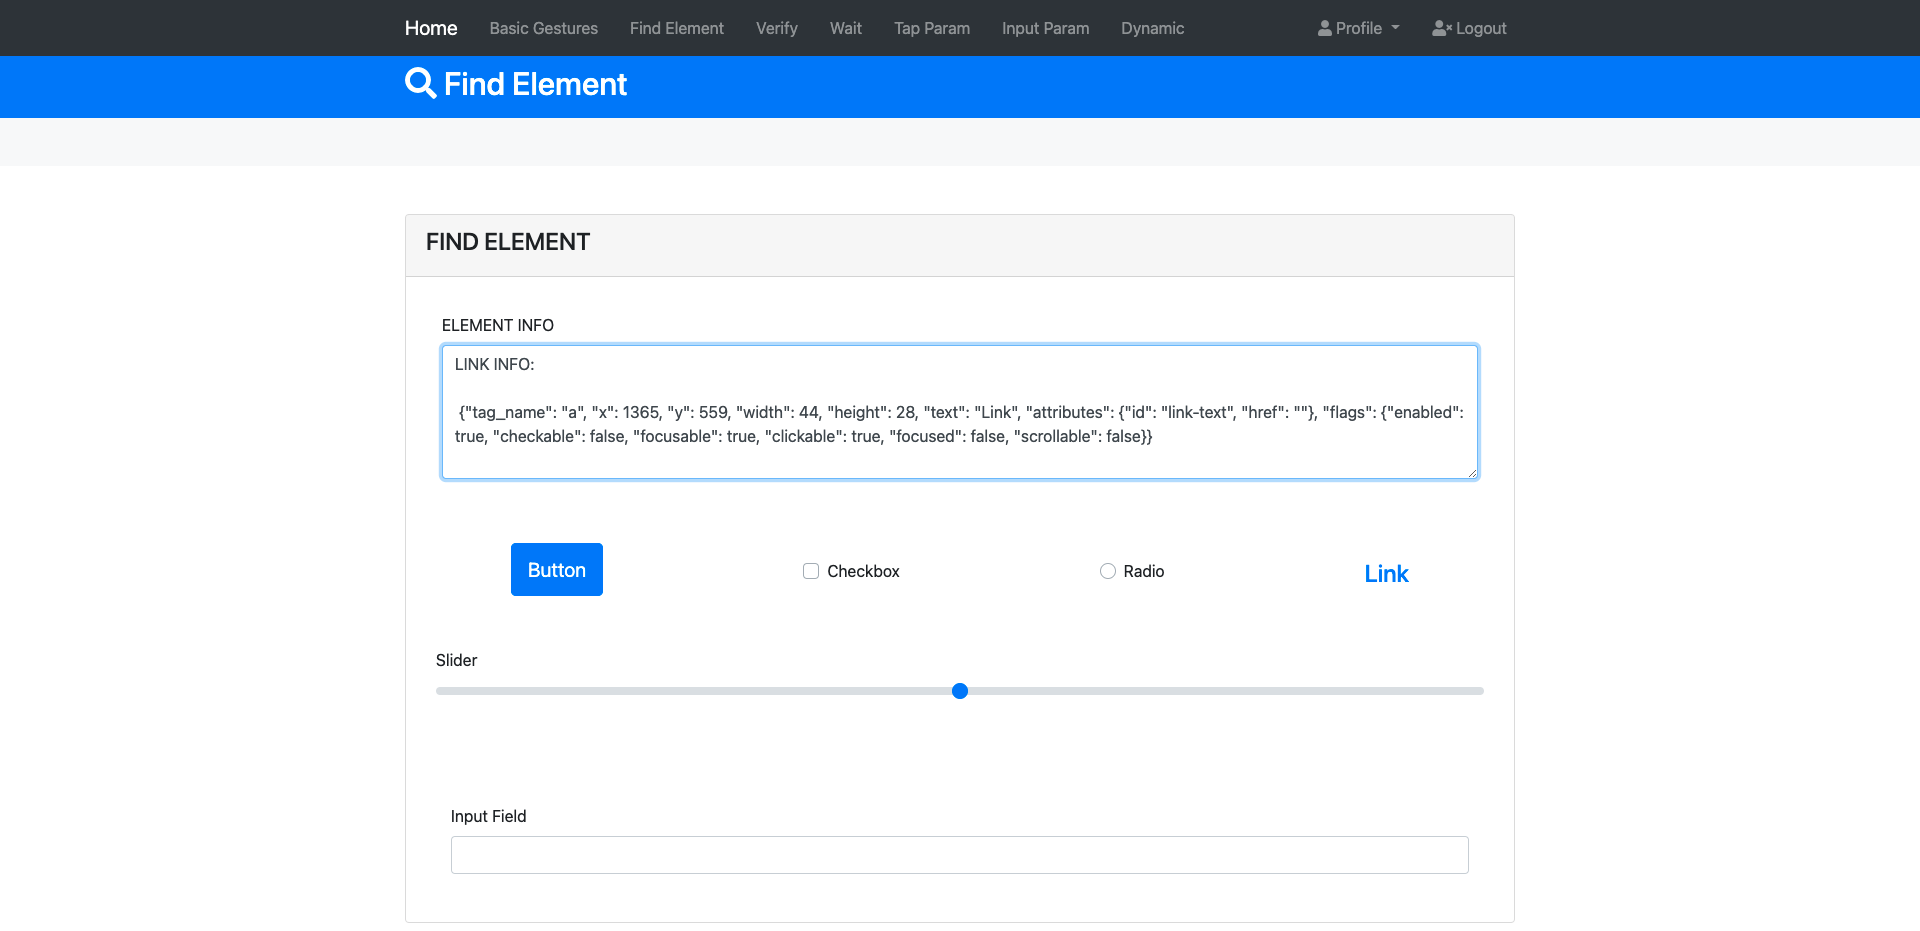 Home Basic Gestures Find Element Verify Wait Tap Param Input Param Dynamic Profile Logout
Find Element
FIND ELEMENT
ELEMENT INFO
LINK INFO:
{"tag_name": "a", "x": 1365, "y": 559, "width": 44, "height": 28, "text": "Link", "attributes": {"id": "link-text", "href": ""}, "flags": {"enabled":
true, "checkable": false, "focusable": true, "clickable": true, "focused": false, "scrollable": false}}
Button Checkbox Radio Link
Slider
Input Field